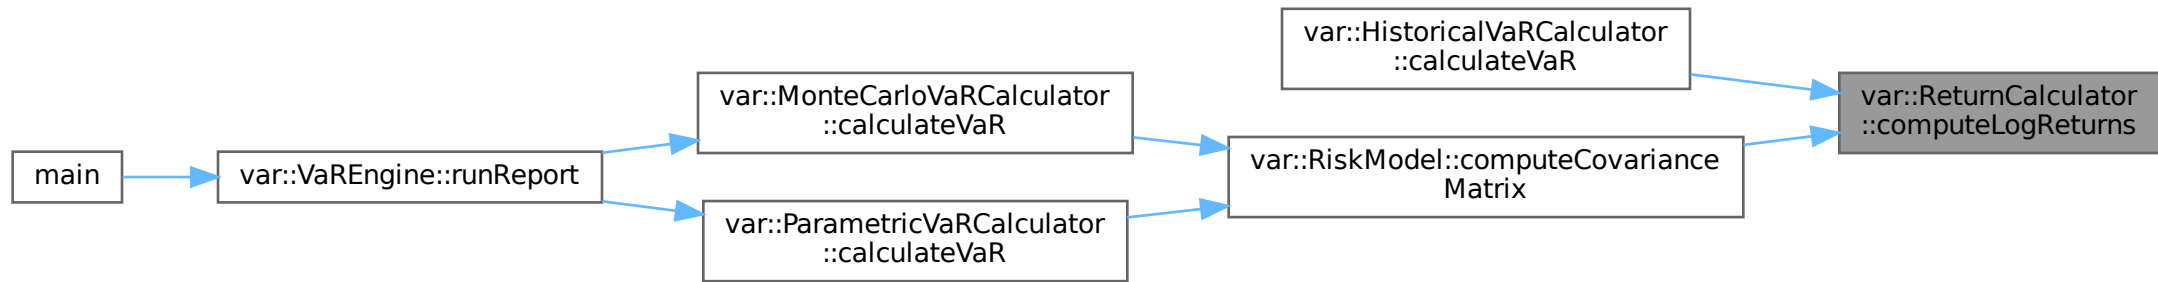 main
var::VaREngine::runReport
var::MonteCarloVaRCalculator
::calculateVaR
var::ParametricVaRCalculator
::calculateVaR
var::HistoricalVaRCalculator
::calculateVaR
var::RiskModel::computeCovariance
Matrix
var::ReturnCalculator
::computeLogReturns